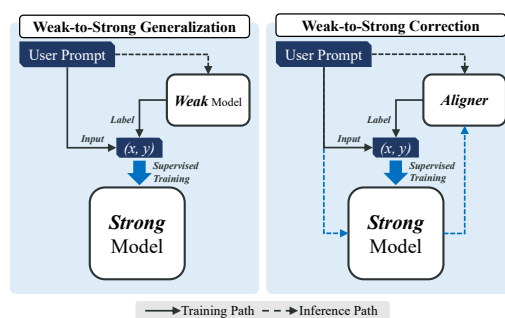 Weak-to-Strong Generalization
User Prompt
Weak Model
Label
Input
(x, y)
Supervised
Training
Strong
Model
Weak-to-Strong Correction
User Prompt
Aligner
Label
Input
(x, y)
Supervised
Training
Strong
Model
Training Path
Inference Path